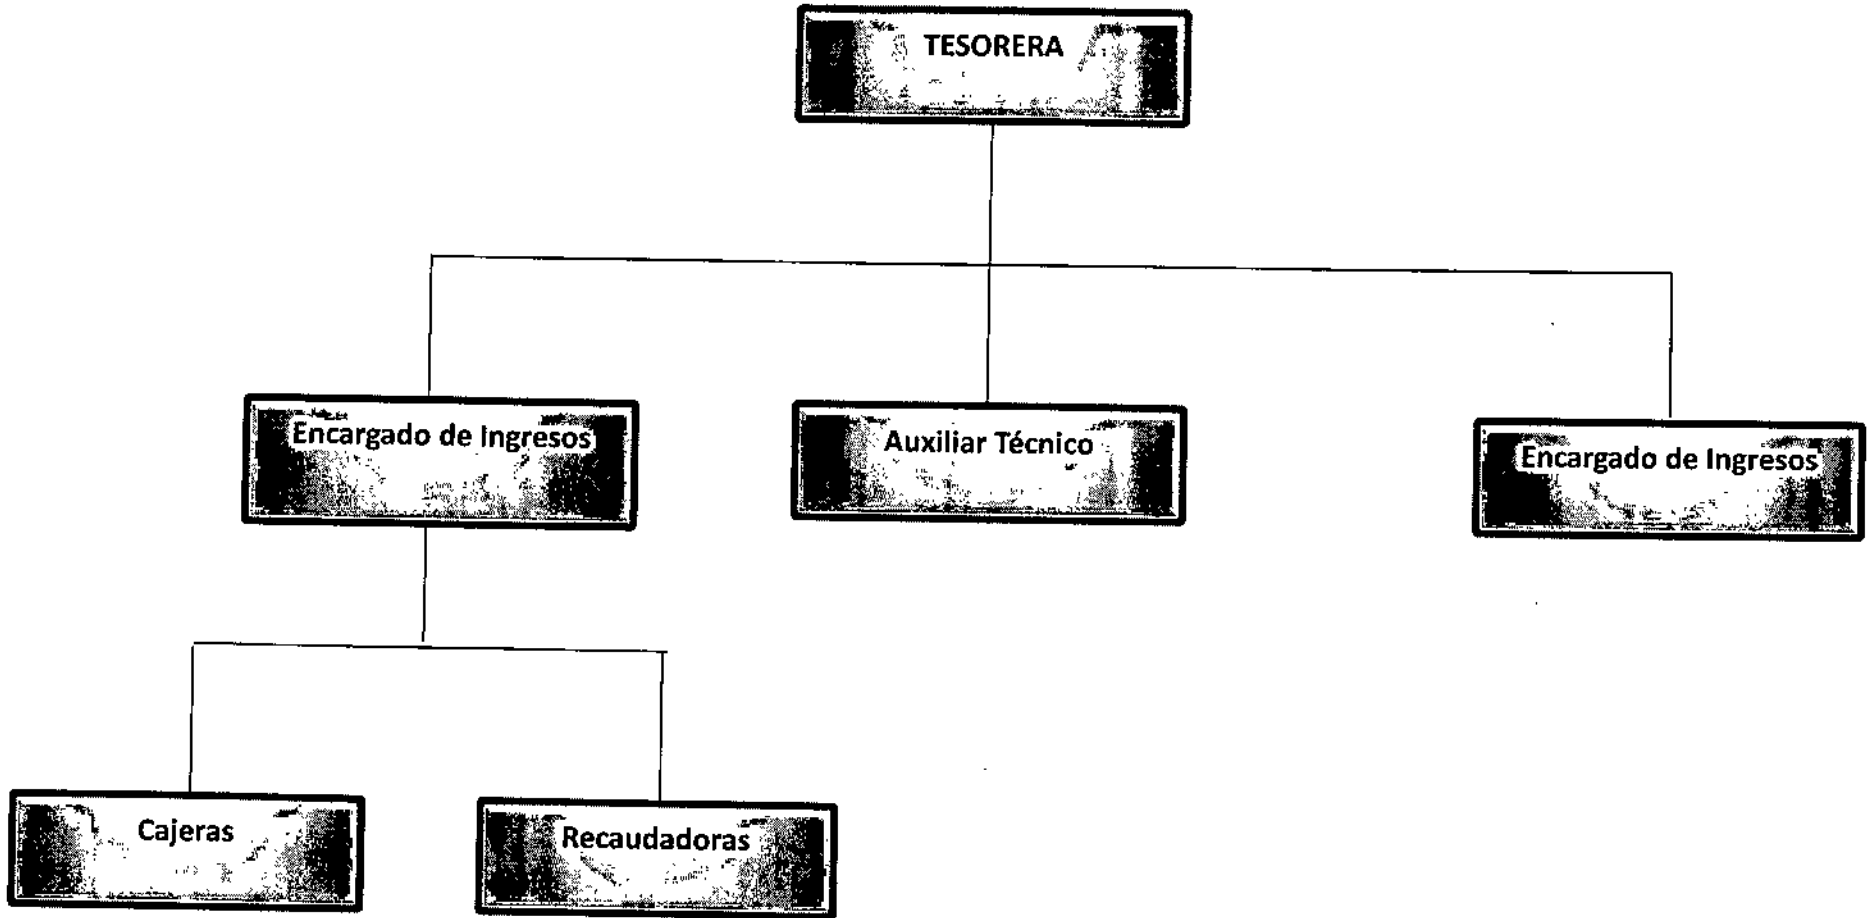 TESORERA
Encargado de Ingresos
Auxiliar Técnico
Encargado de Ingresos
Cajeras
Recaudadoras